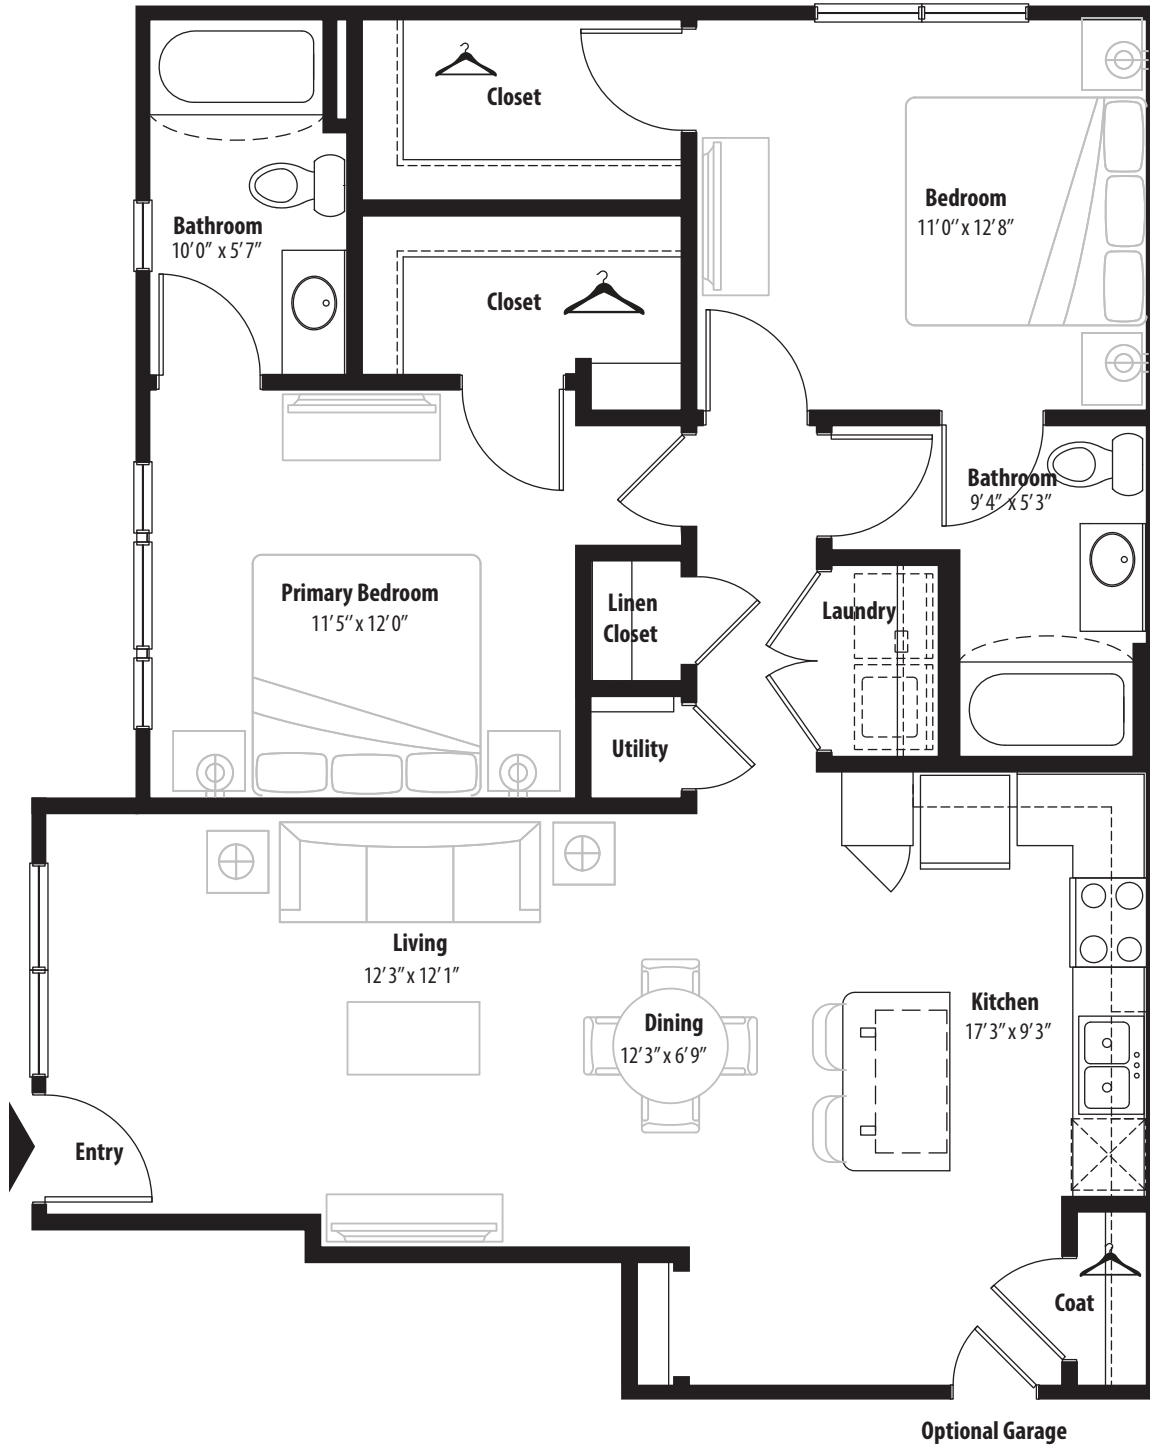 Closet
Bathroom
10'0" x 5'7"
Bedroom
11'0" x 12'8"
Closet
Bathroom
9'4" x 5'3"
Primary Bedroom
11'5" x 12'0"
Linen
Closet
Laundry
Utility
Living
12'3" x 12'1"
Dining
12'3" x 6'9"
Kitchen
17'3" x 9'3"
Entry
Coat
Optional Garage